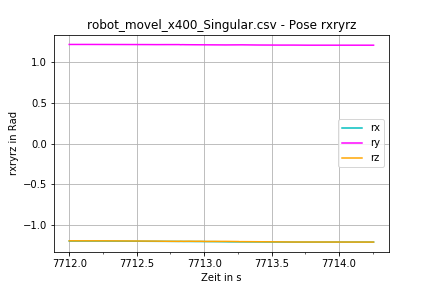 robot_movel_x400_Singular.csv - Pose rxryrz
rxryrz in Rad
1.0
0.5
0.0
−0.5
−1.0
rx
ry
rz
7712.0 7712.5 7713.0 7713.5 7714.0
Zeit in s